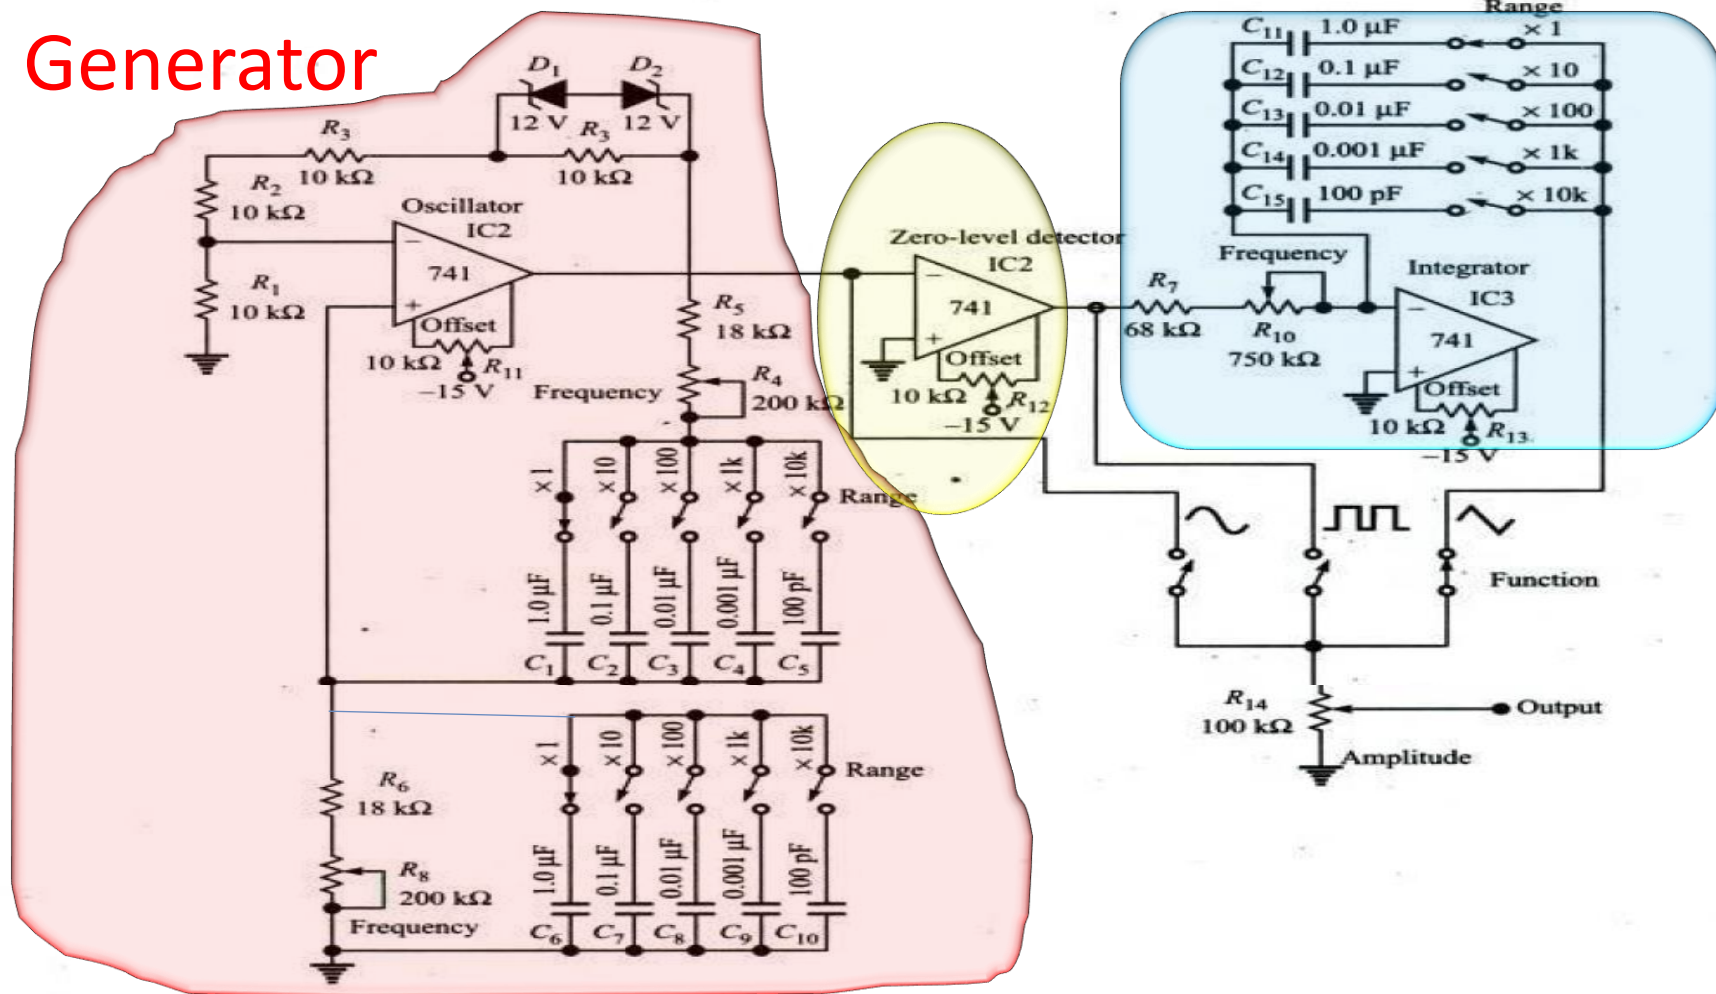 Generator
D₁ D₂
12 V 12 V
R₃ R₃
10 kΩ 10 kΩ
R₂
10 kΩ
Oscillator
IC2
−
741
+
R₁
10 kΩ
Offset
10 kΩ
R₁₁
−15 V
R₅
18 kΩ
Frequency
R₄
200 kΩ
× 1 × 10 × 100 × 1k × 10k
Range
1.0 µF 0.1 µF 0.01 µF 0.001 µF 100 pF
C₁ C₂ C₃ C₄ C₅
× 1 × 10 × 100 × 1k × 10k
Range
R₆
18 kΩ
R₈
200 kΩ
Frequency
1.0 µF 0.1 µF 0.01 µF 0.001 µF 100 pF
C₆ C₇ C₈ C₉ C₁₀
Zero-level detector
IC2
−
741
+
Offset
10 kΩ
R₁₂
−15 V
Range
C₁₁ 1.0 µF × 1
C₁₂ 0.1 µF × 10
C₁₃ 0.01 µF × 100
C₁₄ 0.001 µF × 1k
C₁₅ 100 pF × 10k
Frequency
R₇
68 kΩ
R₁₀
750 kΩ
Integrator
IC3
−
741
+
Offset
10 kΩ
R₁₃
−15 V
Function
R₁₄
100 kΩ
Output
Amplitude